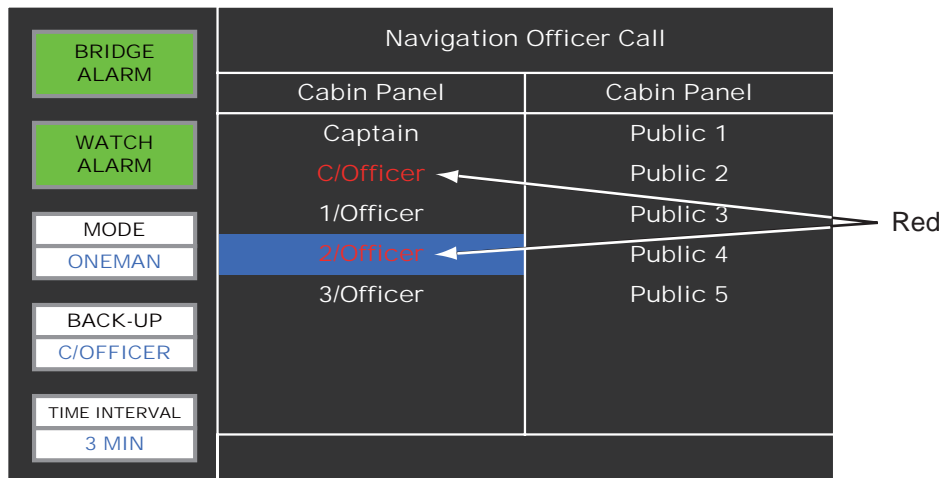 BRIDGE
ALARM
WATCH
ALARM
MODE
ONEMAN
BACK-UP
C/OFFICER
TIME INTERVAL
3 MIN
Navigation Officer Call
Cabin Panel
Captain
C/Officer
1/Officer
2/Officer
3/Officer
Cabin Panel
Public 1
Public 2
Public 3
Public 4
Public 5
Red